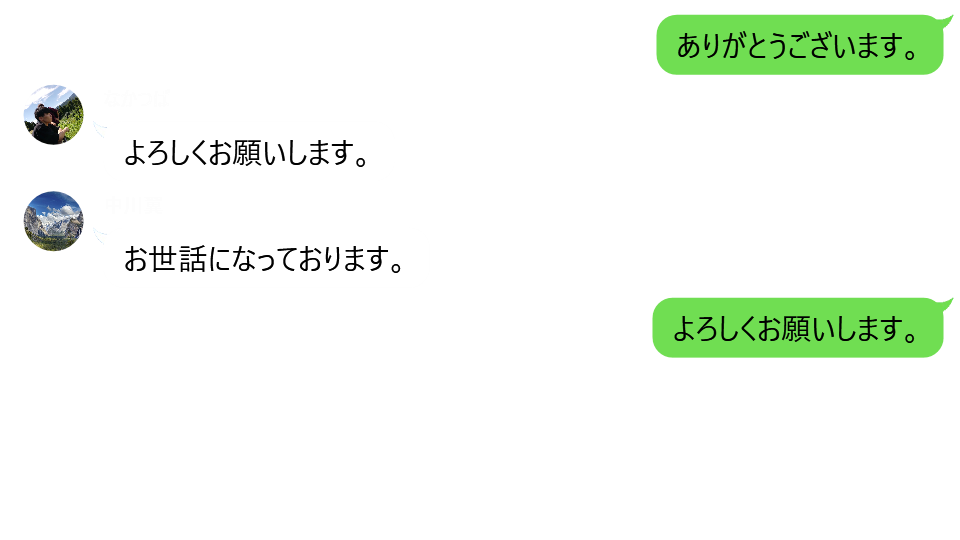 ありがとうございます。
よろしくお願いします。
お世話になっております。
よろしくお願いします。